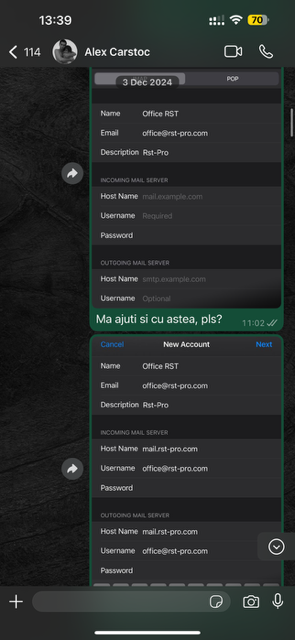 13:39
70
114
Alex Carstoc
POP
3 Dec 2024
Name Office RST
Email office@rst-pro.com
Description Rst-Pro
INCOMING MAIL SERVER
Host Name mail.example.com
Username Required
Password
OUTGOING MAIL SERVER
Host Name smtp.example.com
Username Optional
Ma ajuti si cu astea, pls?
11:02
Cancel New Account Next
Name Office RST
Email office@rst-pro.com
Description Rst-Pro
INCOMING MAIL SERVER
Host Name mail.rst-pro.com
Username office@rst-pro.com
Password
OUTGOING MAIL SERVER
Host Name mail.rst-pro.com
Username office@rst-pro.com
Password